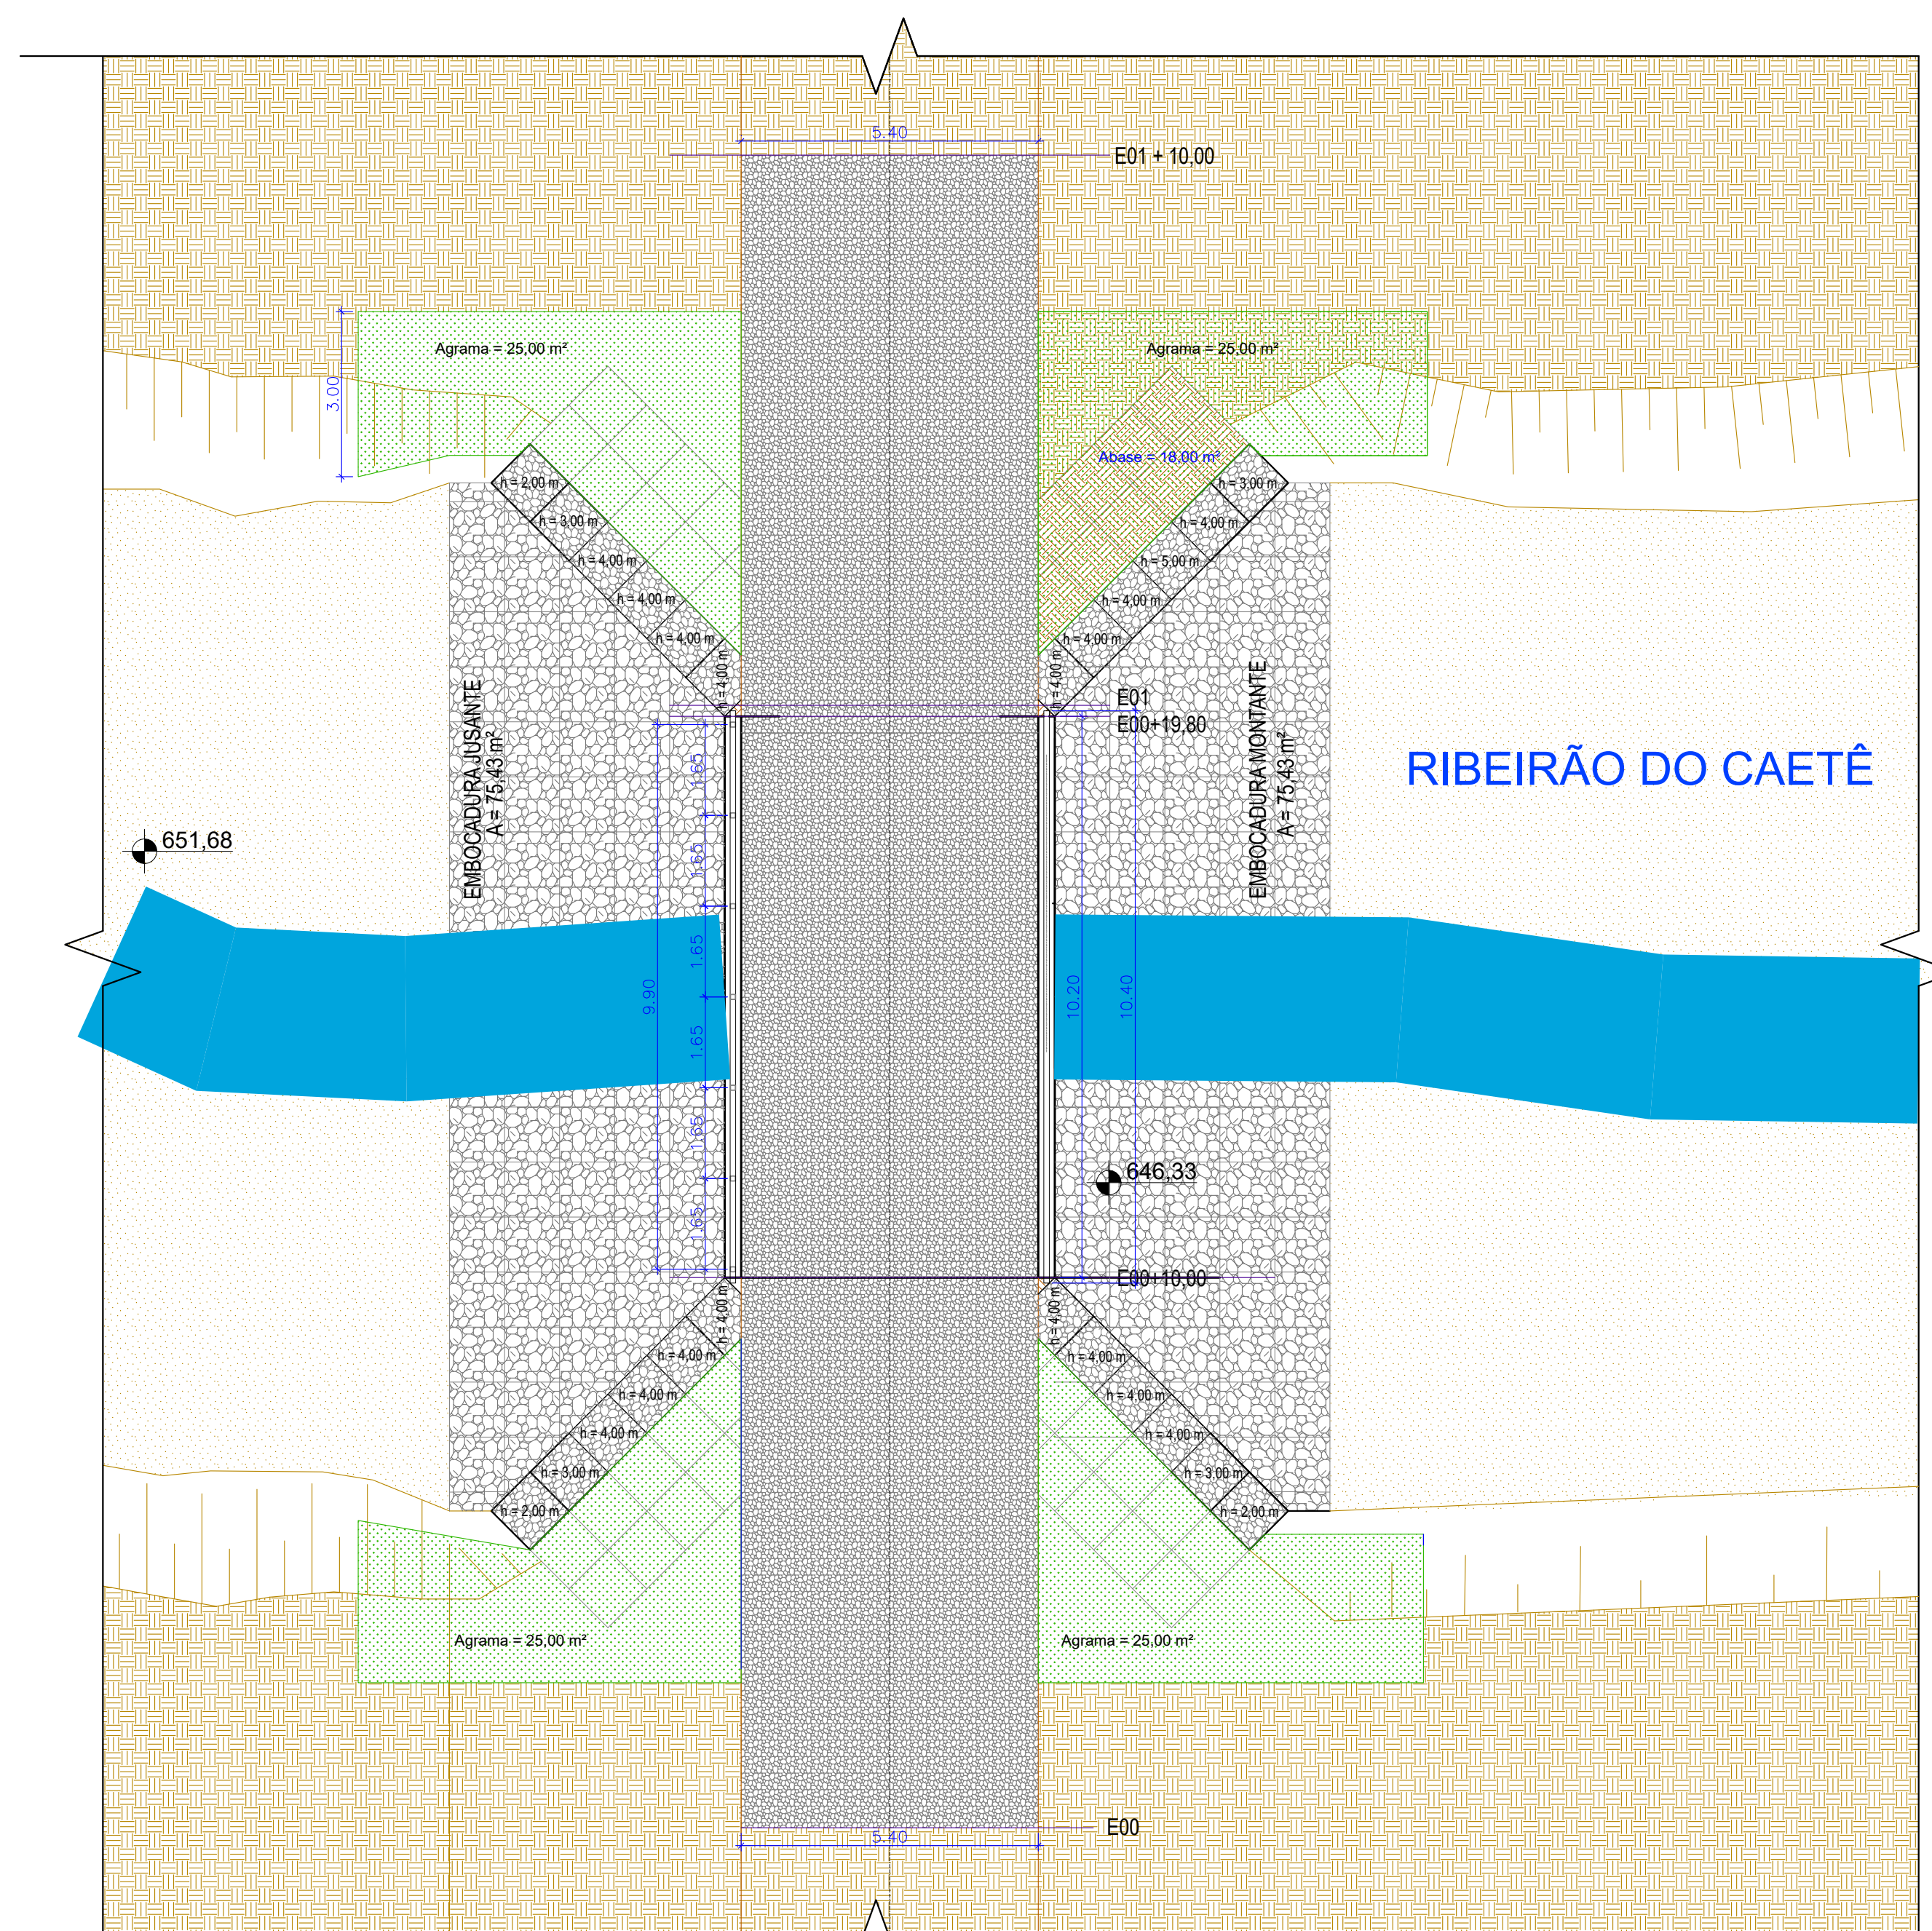 5.40
E01 + 10,00
Agrama = 25,00 m²
Agrama = 25,00 m²
3.00
Abase = 18,00 m²
h = 2,00 m
h = 3,00 m
h = 4,00 m
h = 4,00 m
h = 4,00 m
h = 4,00 m
h = 3,00 m
h = 4,00 m
h = 5,00 m
h = 4,00 m
h = 4,00 m
h = 4,00 m
E01
E00+19,80
EMBOCADURA JUSANTE
A = 75,43 m²
EMBOCADURA MONTANTE
A = 75,43 m²
RIBEIRÃO DO CAETÊ
651,68
1.65
1.65
1.65
1.65
1.65
1.65
9.90
10.20
10.40
646,33
E00+10,00
h = 4,00 m
h = 4,00 m
h = 4,00 m
h = 4,00 m
h = 3,00 m
h = 2,00 m
h = 4,00 m
h = 4,00 m
h = 4,00 m
h = 4,00 m
h = 3,00 m
h = 2,00 m
Agrama = 25,00 m²
Agrama = 25,00 m²
E00
5.40